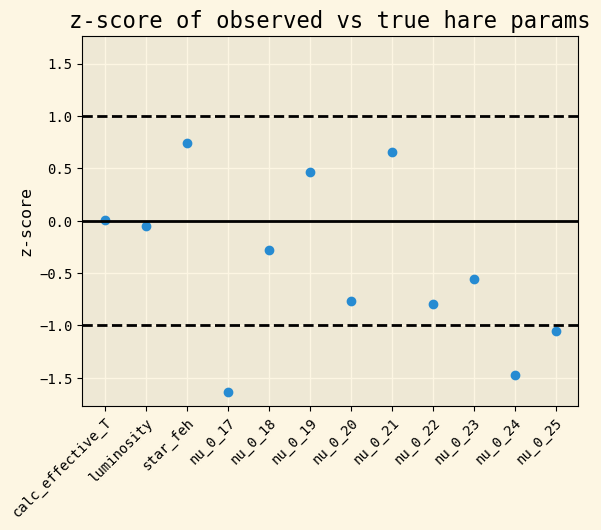 z-score of observed vs true hare params
z-score
1.5
1.0
0.5
0.0
−0.5
−1.0
−1.5
calc_effective_T
luminosity
star_feh
nu_0_17
nu_0_18
nu_0_19
nu_0_20
nu_0_21
nu_0_22
nu_0_23
nu_0_24
nu_0_25